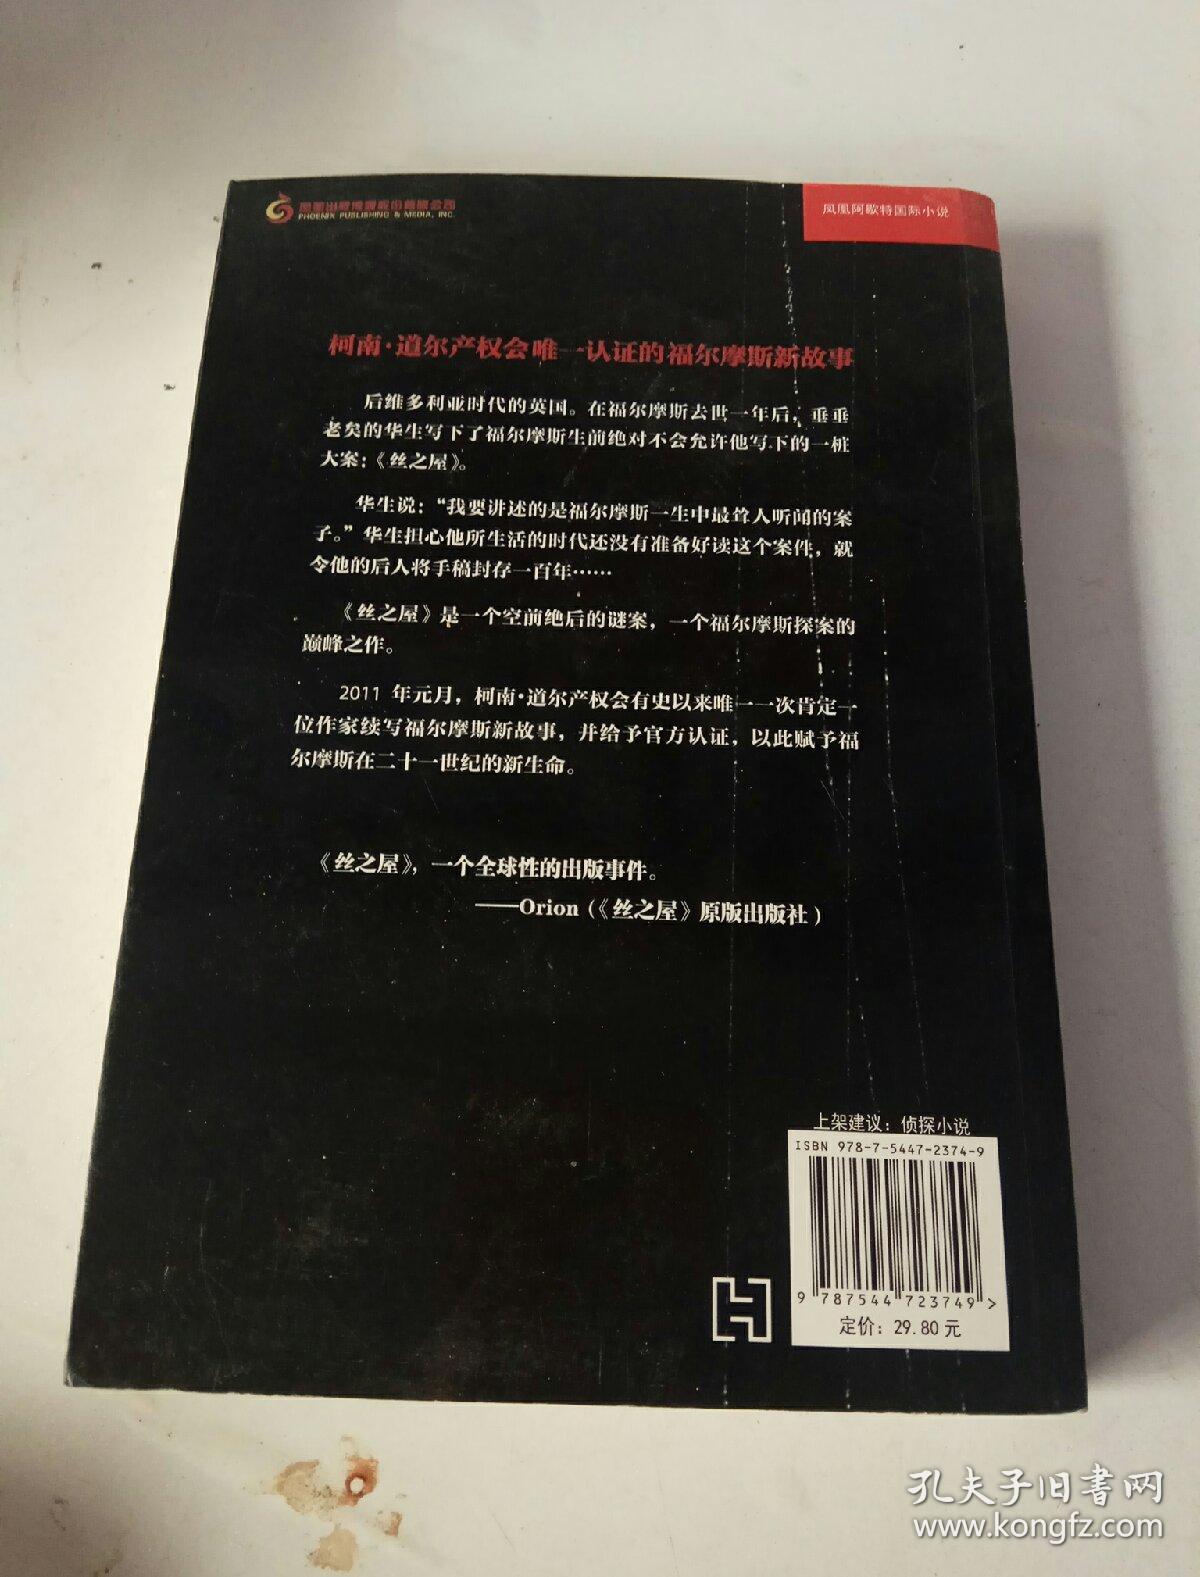 凤凰出版传媒股份有限公司
PHOENIX PUBLISHING & MEDIA, INC.
凤凰阿歇特国际小说
柯南·道尔产权会唯一认证的福尔摩斯新故事
后维多利亚时代的英国。在福尔摩斯去世一年后，垂垂
老矣的华生写下了福尔摩斯生前绝对不会允许他写下的一桩
大案：《丝之屋》。
华生说：“我要讲述的是福尔摩斯一生中最耸人听闻的案
子。”华生担心他所生活的时代还没有准备好读这个案件，就
令他的后人将手稿封存一百年……
《丝之屋》是一个空前绝后的谜案，一个福尔摩斯探案的
巅峰之作。
2011 年元月，柯南·道尔产权会有史以来唯一一次肯定一
位作家续写福尔摩斯新故事，并给予官方认证，以此赋予福
尔摩斯在二十一世纪的新生命。
《丝之屋》，一个全球性的出版事件。
——Orion（《丝之屋》原版出版社）
上架建议：侦探小说
ISBN 978-7-5447-2374-9
9 787544 723749 >
定价：29.80元
孔夫子旧书网
www.kongfz.com